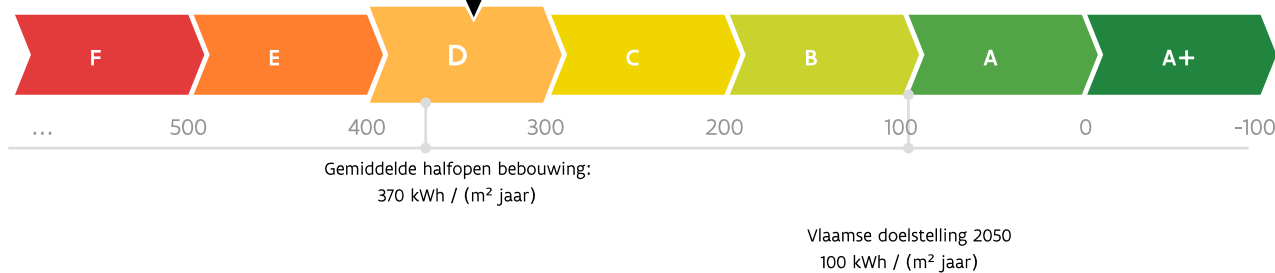 F E D C B A A+
... 500 400 300 200 100 0 -100
Gemiddelde halfopen bebouwing:
370 kWh / (m² jaar)
Vlaamse doelstelling 2050
100 kWh / (m² jaar)